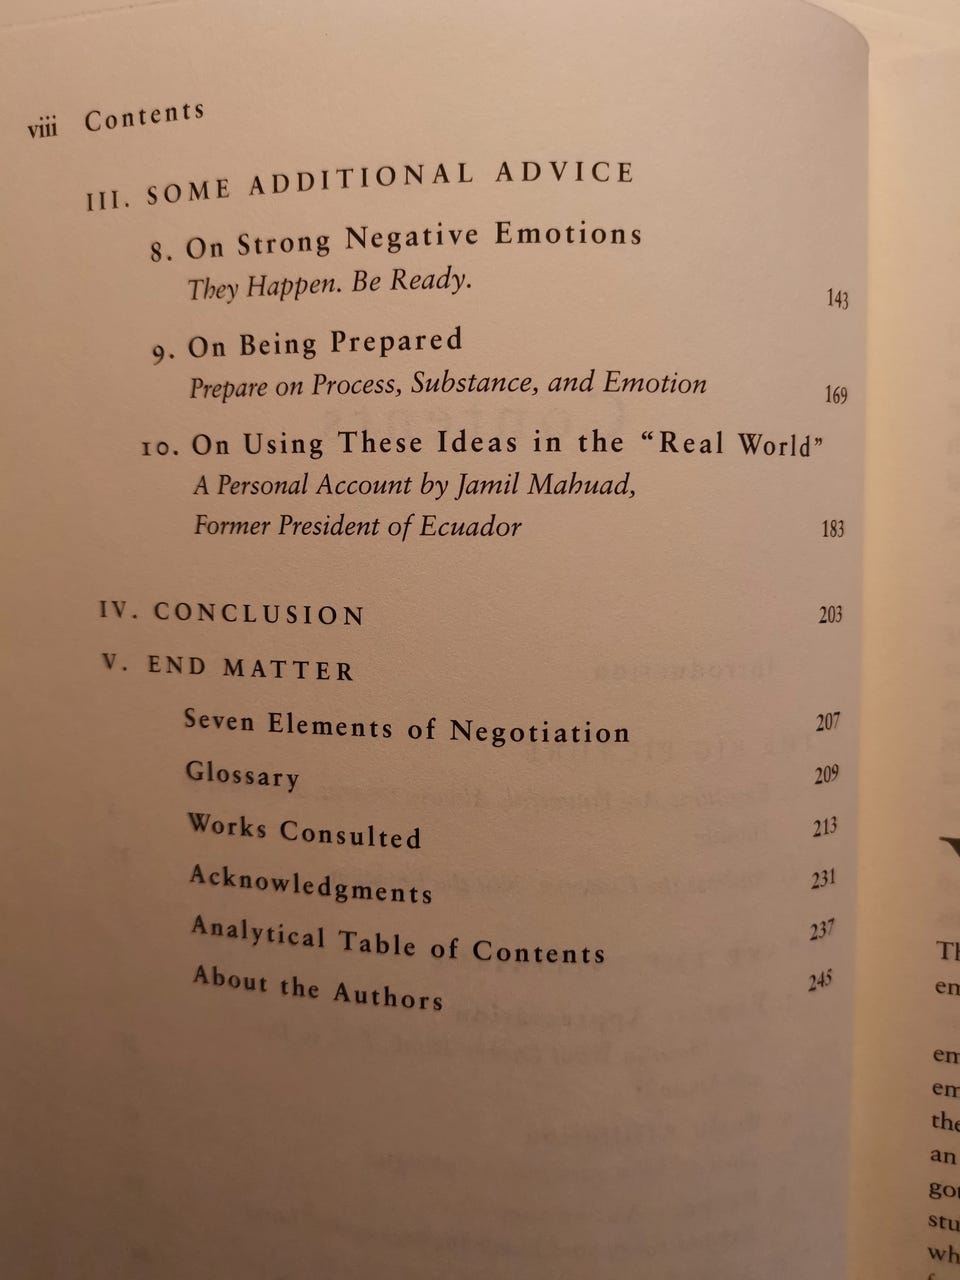 viii Contents
III. SOME ADDITIONAL ADVICE
8. On Strong Negative Emotions
They Happen. Be Ready. 143
9. On Being Prepared
Prepare on Process, Substance, and Emotion 169
10. On Using These Ideas in the “Real World”
A Personal Account by Jamil Mahuad,
Former President of Ecuador 183
IV. CONCLUSION 203
V. END MATTER
Seven Elements of Negotiation 207
Glossary 209
Works Consulted 213
Acknowledgments 231
Analytical Table of Contents 237
About the Authors 245